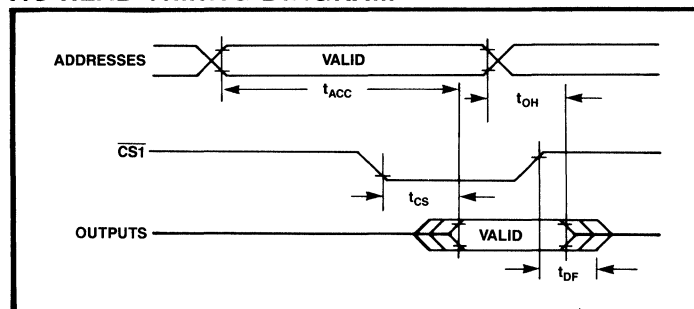 ADDRESSES
VALID
tACC
tOH
CS1
tCS
OUTPUTS
VALID
tDF